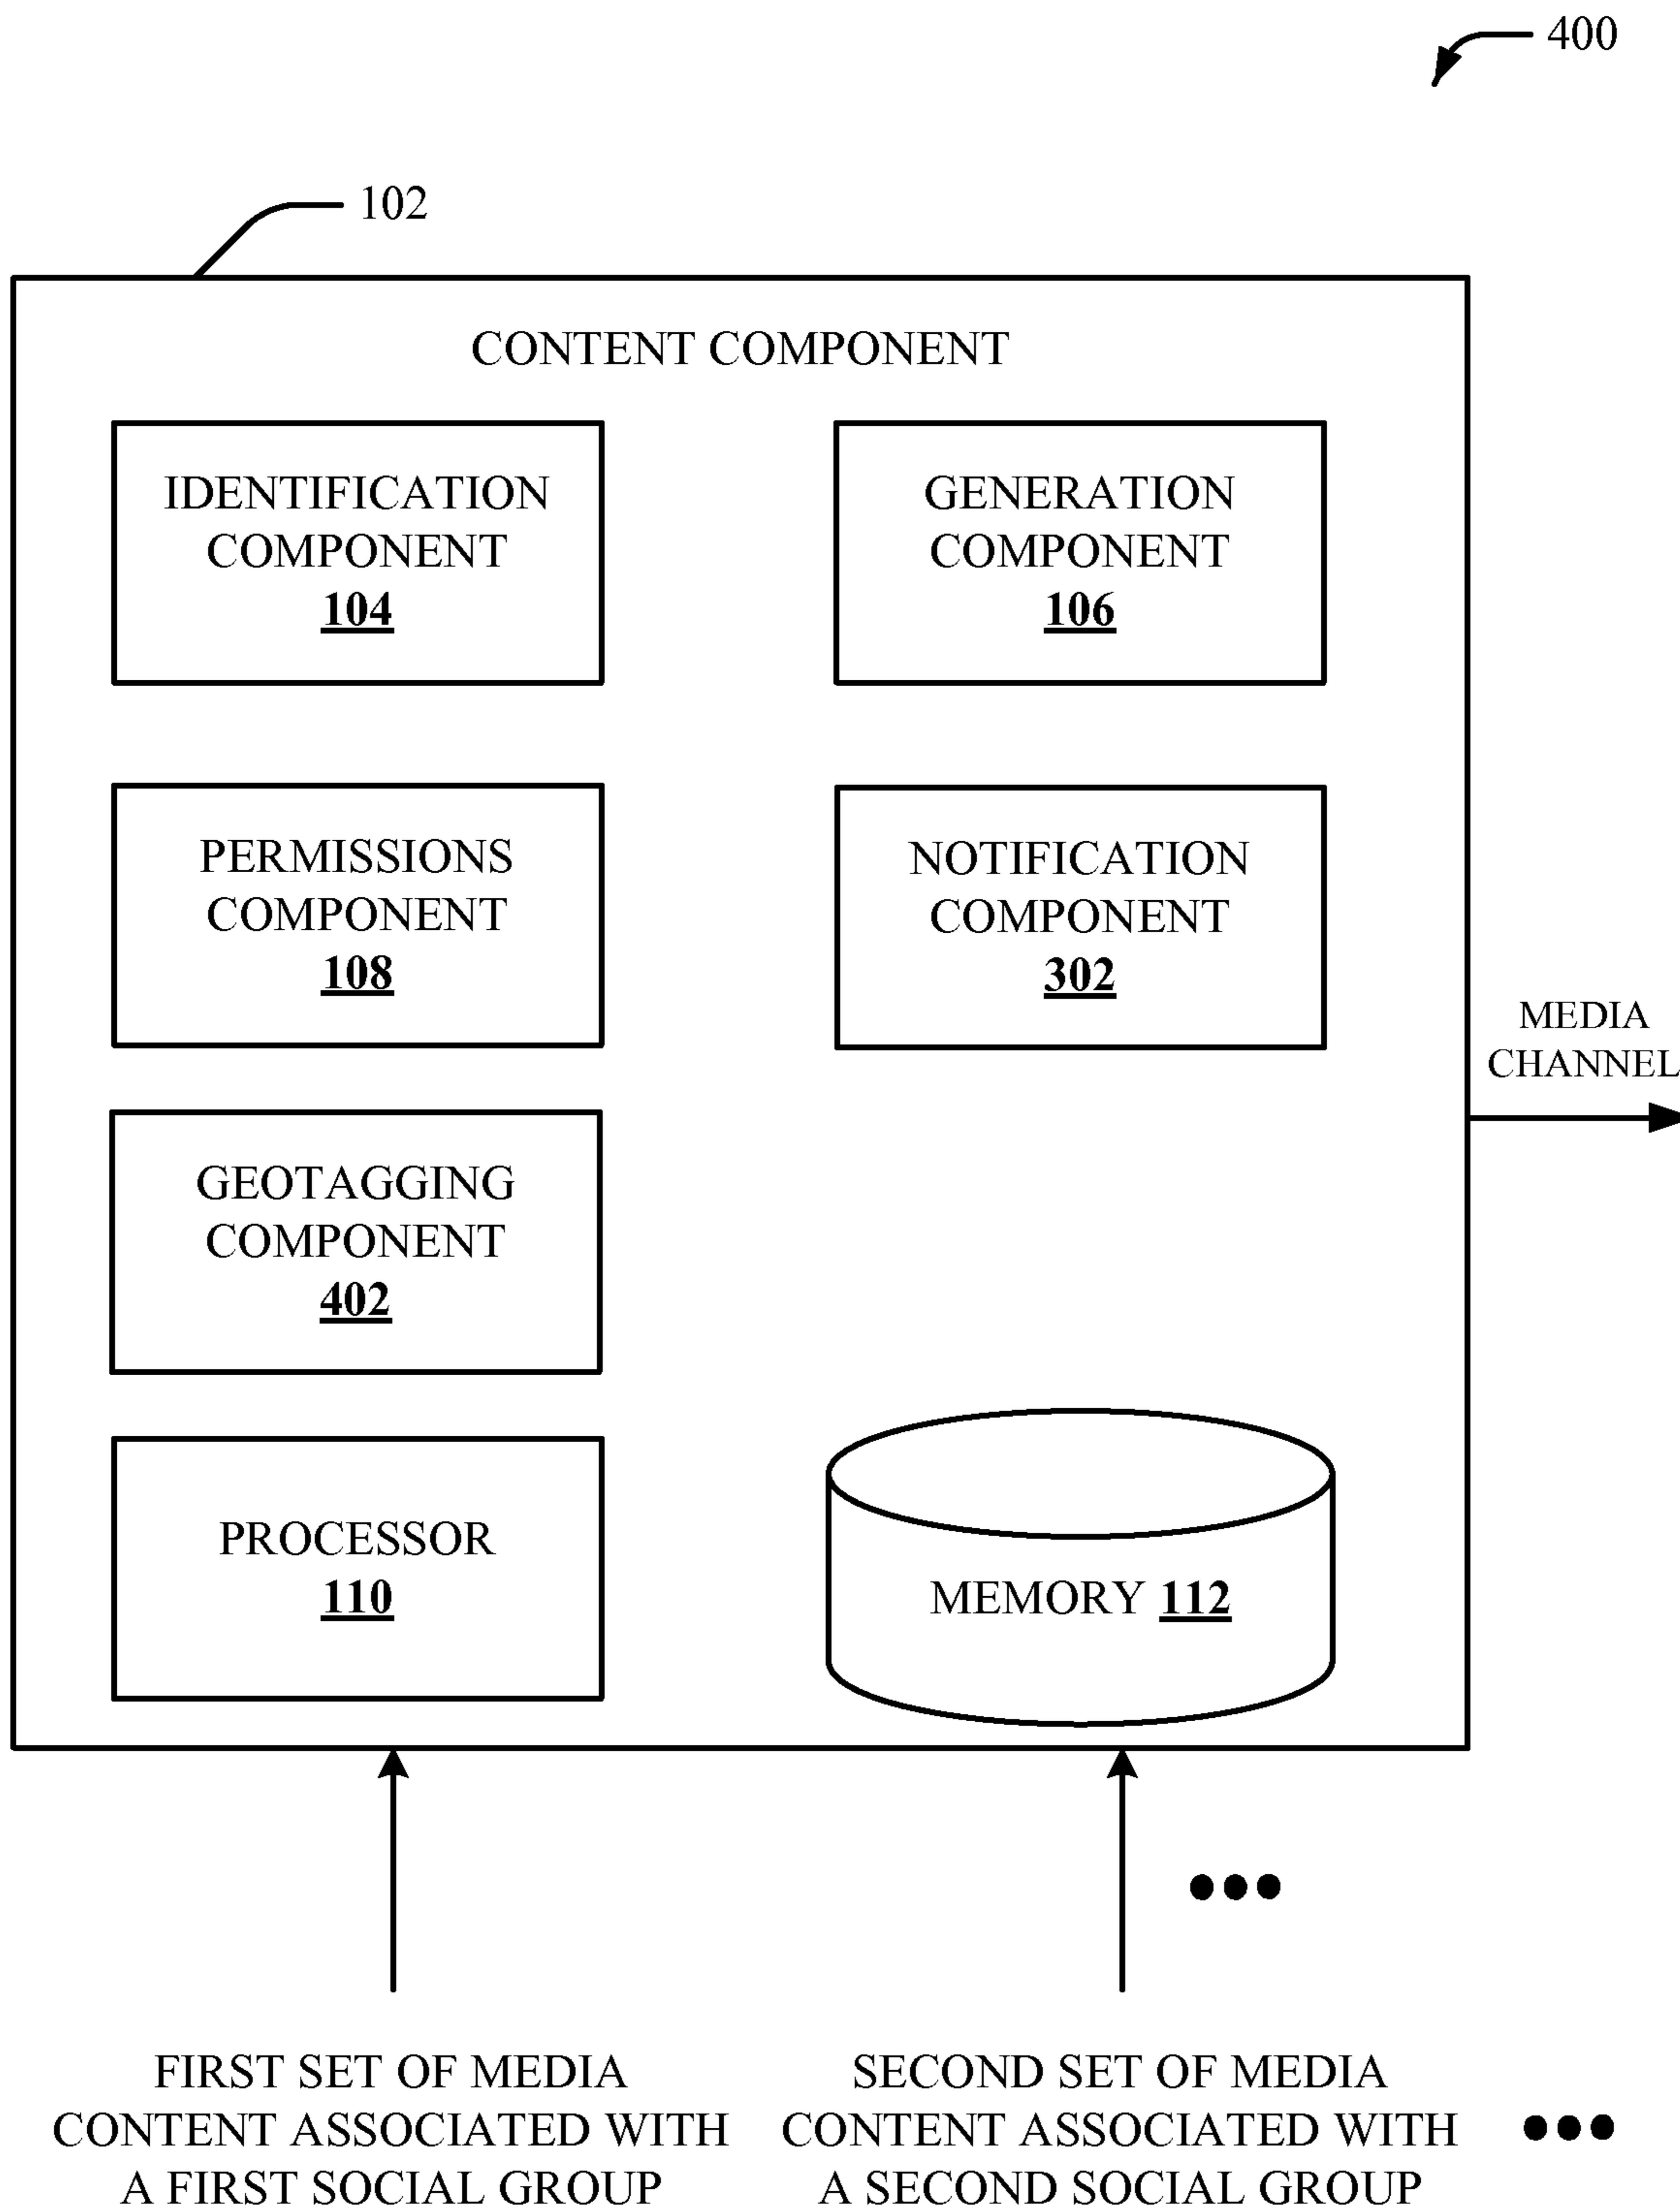 400
102
CONTENT COMPONENT
IDENTIFICATION
COMPONENT
104
GENERATION
COMPONENT
106
PERMISSIONS
COMPONENT
108
NOTIFICATION
COMPONENT
302
MEDIA
CHANNEL
GEOTAGGING
COMPONENT
402
PROCESSOR
110
MEMORY 112
FIRST SET OF MEDIA
CONTENT ASSOCIATED WITH
A FIRST SOCIAL GROUP
SECOND SET OF MEDIA
CONTENT ASSOCIATED WITH
A SECOND SOCIAL GROUP